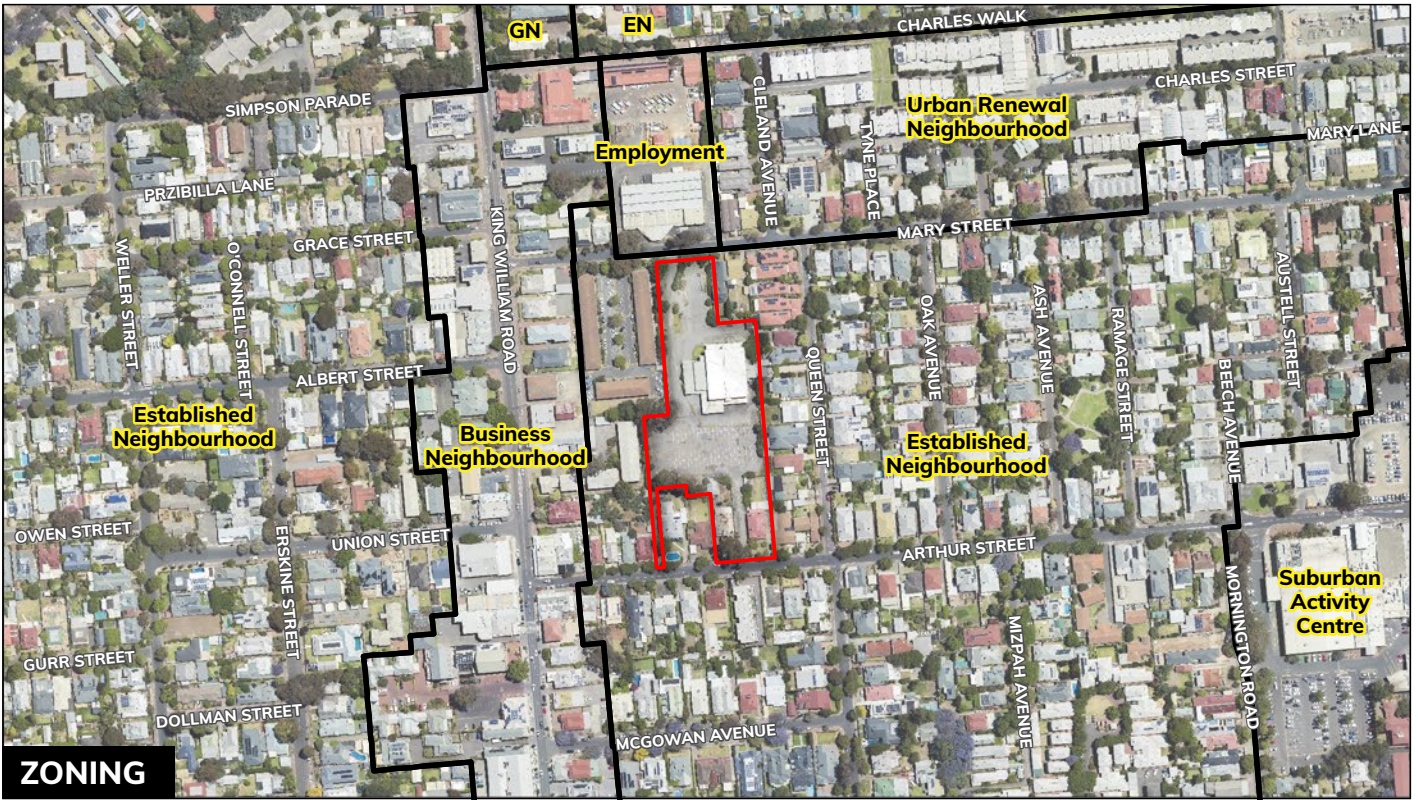 GN
EN
CHARLES WALK
CHARLES STREET
SIMPSON PARADE
CLELAND AVENUE
Urban Renewal
Neighbourhood
TYNE PLACE
MARY LANE
Employment
PRZIBILLA LANE
KING WILLIAM ROAD
GRACE STREET
MARY STREET
WELLER STREET
O'CONNELL STREET
OAK AVENUE
ASH AVENUE
RAMAGE STREET
AUSTELL STREET
ALBERT STREET
QUEEN STREET
BEECH AVENUE
Established
Neighbourhood
Business
Neighbourhood
Established
Neighbourhood
OWEN STREET
ERSKINE STREET
UNION STREET
ARTHUR STREET
Suburban
Activity
Centre
MORNINGTON ROAD
MIZPAH AVENUE
GURR STREET
DOLLMAN STREET
MCGOWAN AVENUE
ZONING